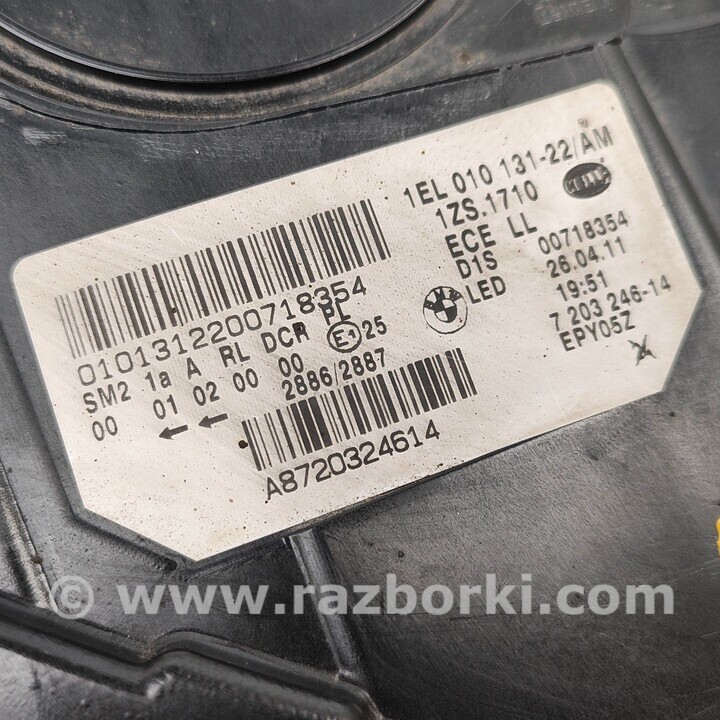 1EL 010 131-22/AM
1ZS.1710
ECE LL
D1S
LED
00718354
26.04.11
19:51
7 203 246-14
EPY05Z
0101312200718354
SM2 1a A RL DCR PL
00 01 02 00 00 E1 25
2886/2887
A8720324614
© www.razborki.com